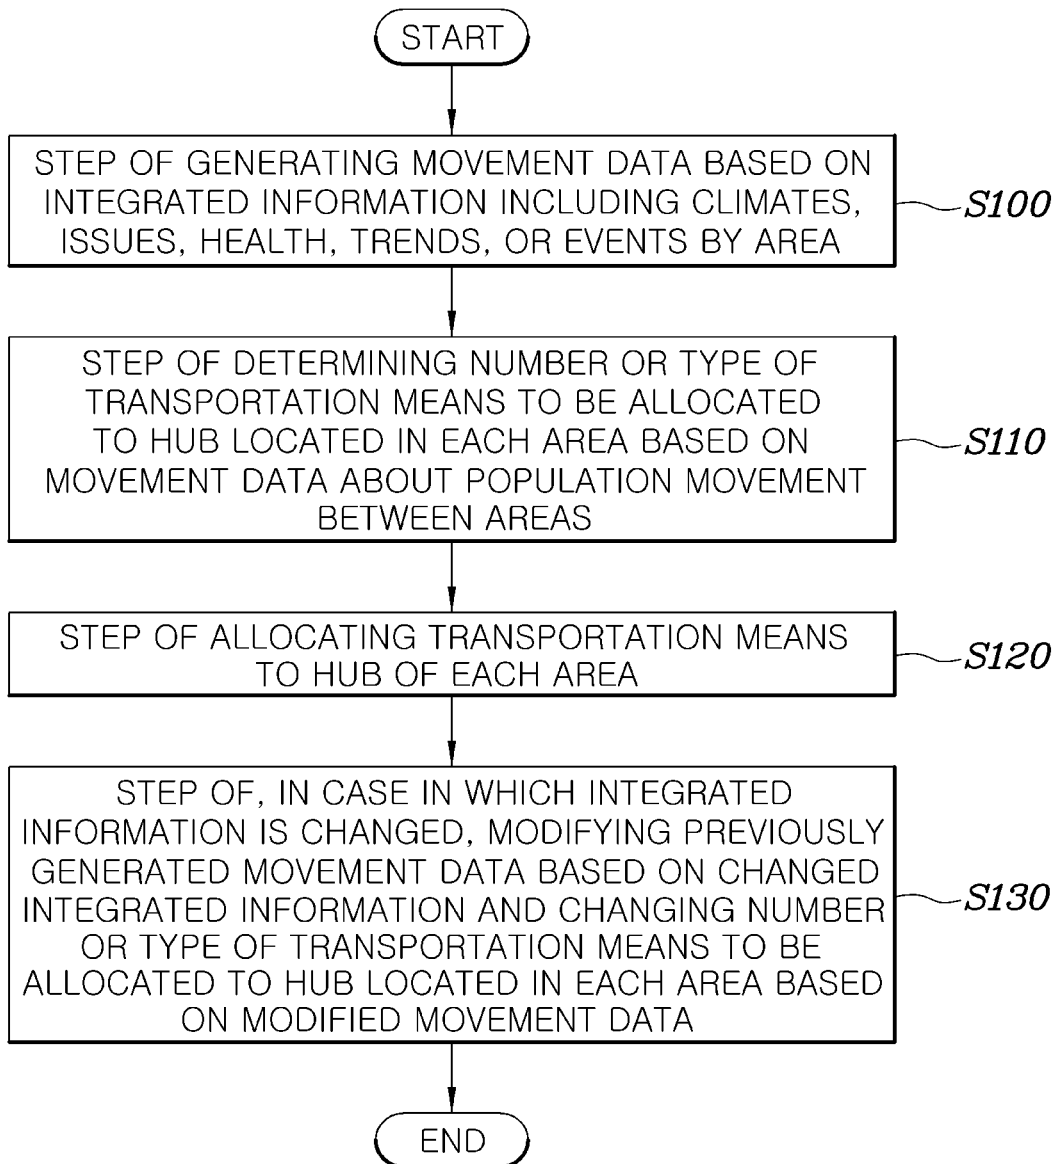 START
STEP OF GENERATING MOVEMENT DATA BASED ON
INTEGRATED INFORMATION INCLUDING CLIMATES,
ISSUES, HEALTH, TRENDS, OR EVENTS BY AREA
S100
STEP OF DETERMINING NUMBER OR TYPE OF
TRANSPORTATION MEANS TO BE ALLOCATED
TO HUB LOCATED IN EACH AREA BASED ON
MOVEMENT DATA ABOUT POPULATION MOVEMENT
BETWEEN AREAS
S110
STEP OF ALLOCATING TRANSPORTATION MEANS
TO HUB OF EACH AREA
S120
STEP OF, IN CASE IN WHICH INTEGRATED
INFORMATION IS CHANGED, MODIFYING PREVIOUSLY
GENERATED MOVEMENT DATA BASED ON CHANGED
INTEGRATED INFORMATION AND CHANGING NUMBER
OR TYPE OF TRANSPORTATION MEANS TO BE
ALLOCATED TO HUB LOCATED IN EACH AREA BASED
ON MODIFIED MOVEMENT DATA
S130
END